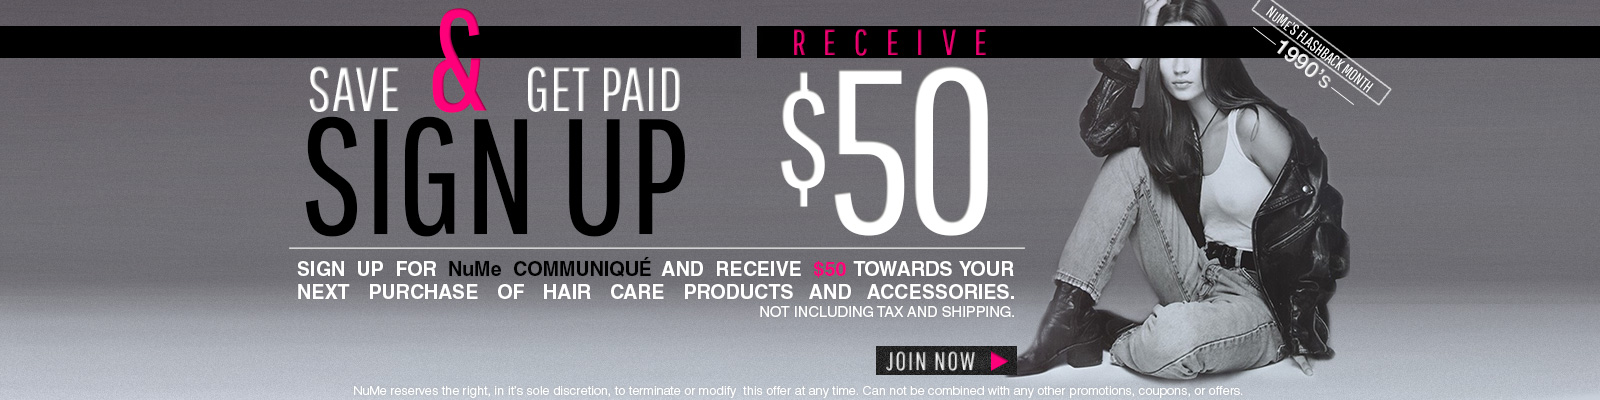 SAVE & GET PAID
SIGN UP
RECEIVE
$50
NUME'S FLASHBACK MONTH
1990'S
SIGN UP FOR NuMe COMMUNIQUÉ AND RECEIVE $50 TOWARDS YOUR
NEXT PURCHASE OF HAIR CARE PRODUCTS AND ACCESSORIES.
NOT INCLUDING TAX AND SHIPPING.
JOIN NOW
NuMe reserves the right, in it's sole discretion, to terminate or modify this offer at any time. Can not be combined with any other promotions, coupons, or offers.